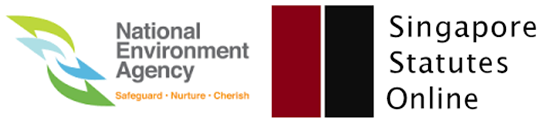 National
Environment
Agency
Safeguard · Nurture · Cherish
Singapore
Statutes
Online